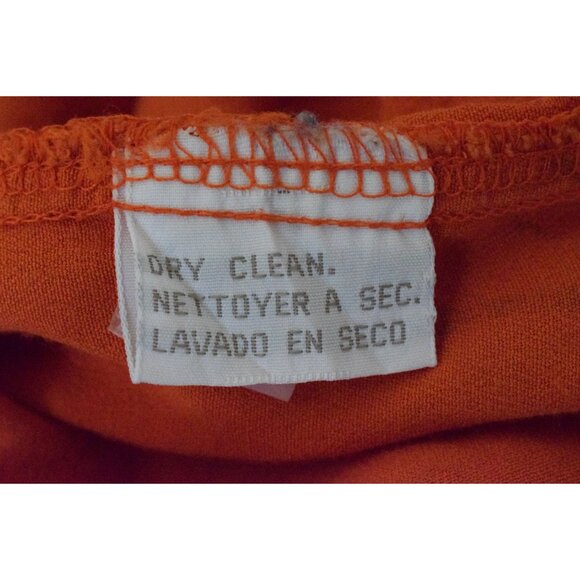 DRY CLEAN.
NETTOYER A SEC.
LAVADO EN SECO